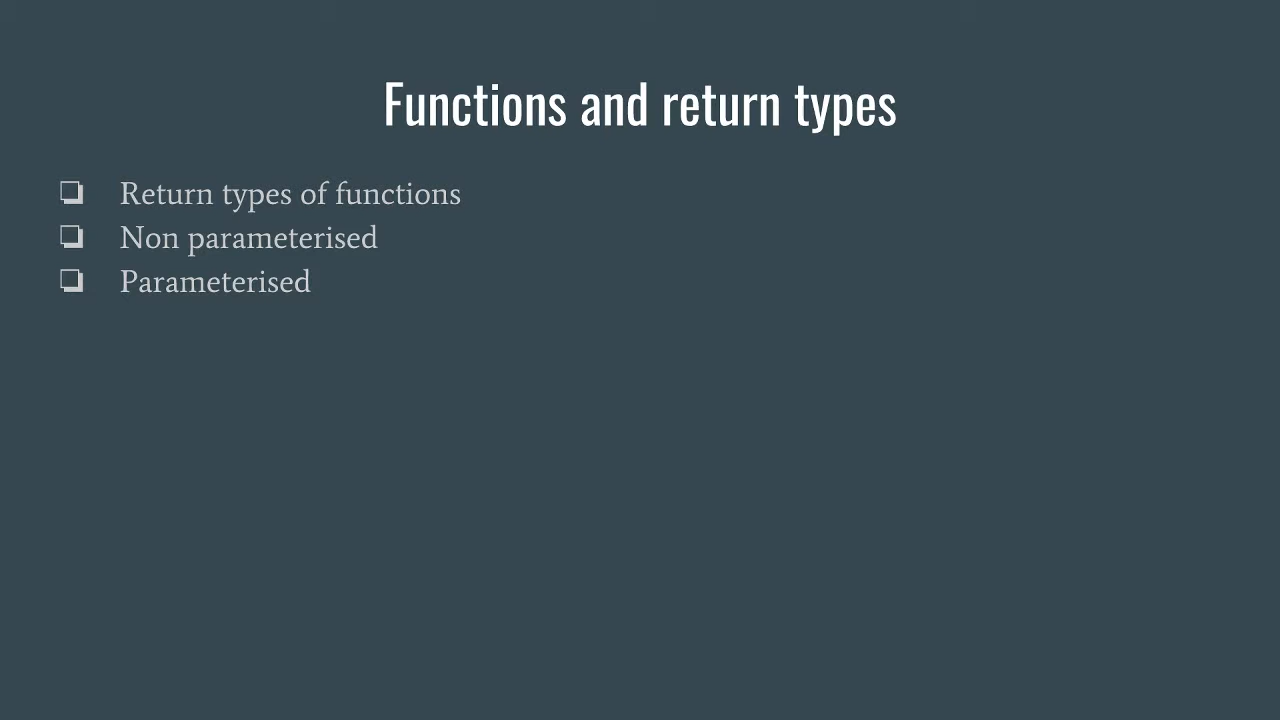 Functions and return types
❏ Return types of functions
❏ Non parameterised
❏ Parameterised